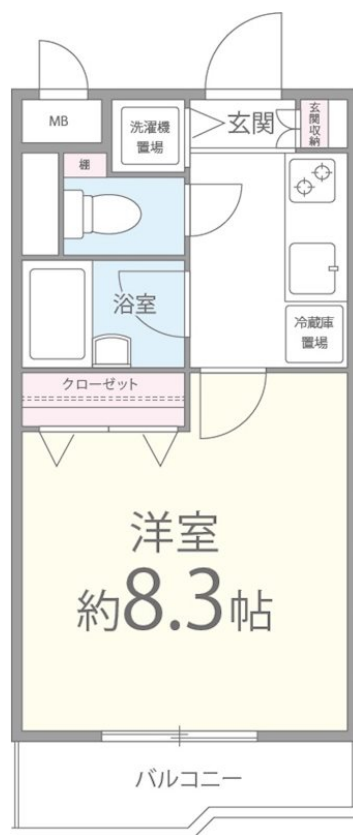 MB
洗濯機
置場
玄関
玄関収納
棚
浴室
冷蔵庫
置場
クローゼット
洋室
約8.3帖
バルコニー